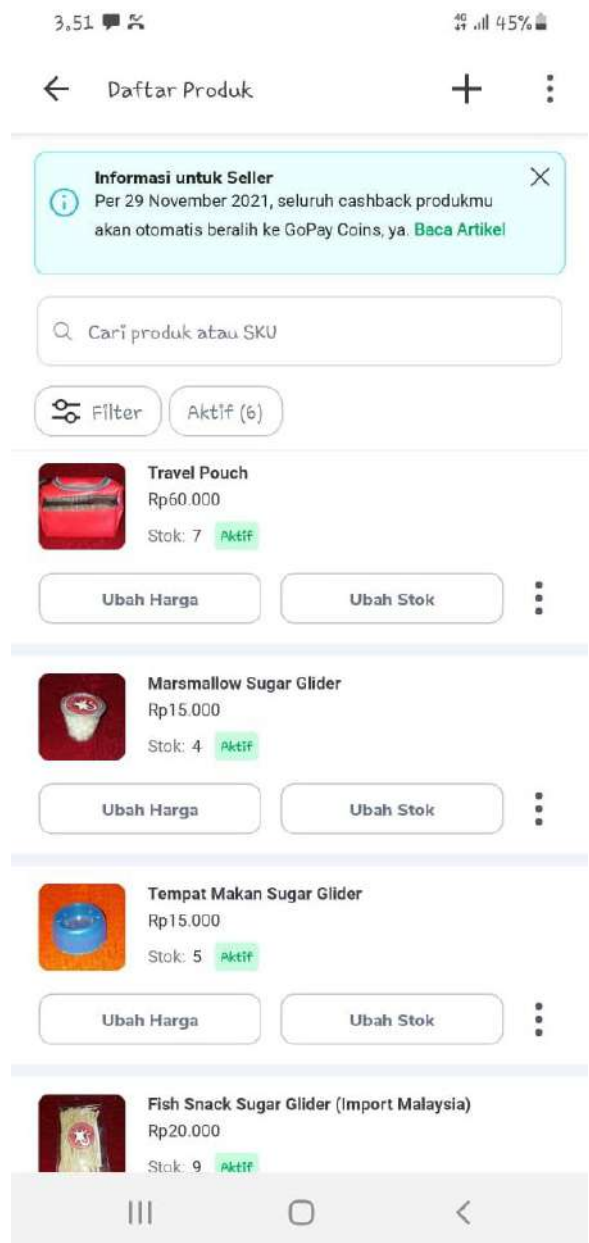 3,51
4G
45%
Daftar Produk
Informasi untuk Seller
Per 29 November 2021, seluruh cashback produkmu
akan otomatis beralih ke GoPay Coins, ya. Baca Artikel
Cari produk atau SKU
Filter
Aktif (6)
Travel Pouch
Rp60.000
Stok: 7 Aktif
Ubah Harga Ubah Stok
Marsmallow Sugar Glider
Rp15.000
Stok: 4 Aktif
Ubah Harga Ubah Stok
Tempat Makan Sugar Glider
Rp15.000
Stok: 5 Aktif
Ubah Harga Ubah Stok
Fish Snack Sugar Glider (Import Malaysia)
Rp20.000
Stok: 9 Aktif